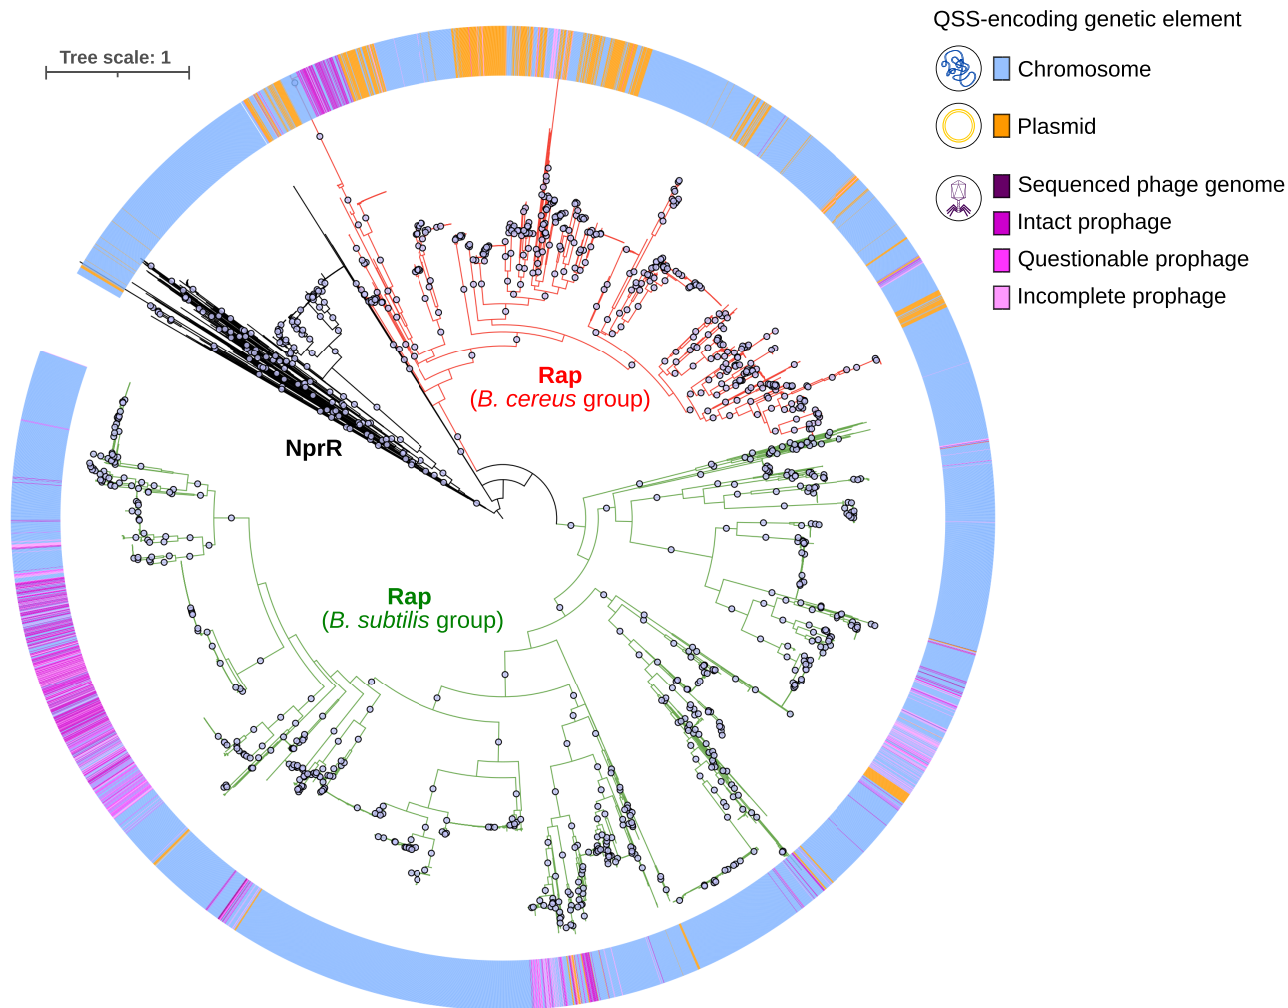 QSS-encoding genetic element
Tree scale: 1
Chromosome
Plasmid
Sequenced phage genome
Intact prophage
Questionable prophage
Incomplete prophage
Rap
(B. cereus group)
NprR
Rap
(B. subtilis group)